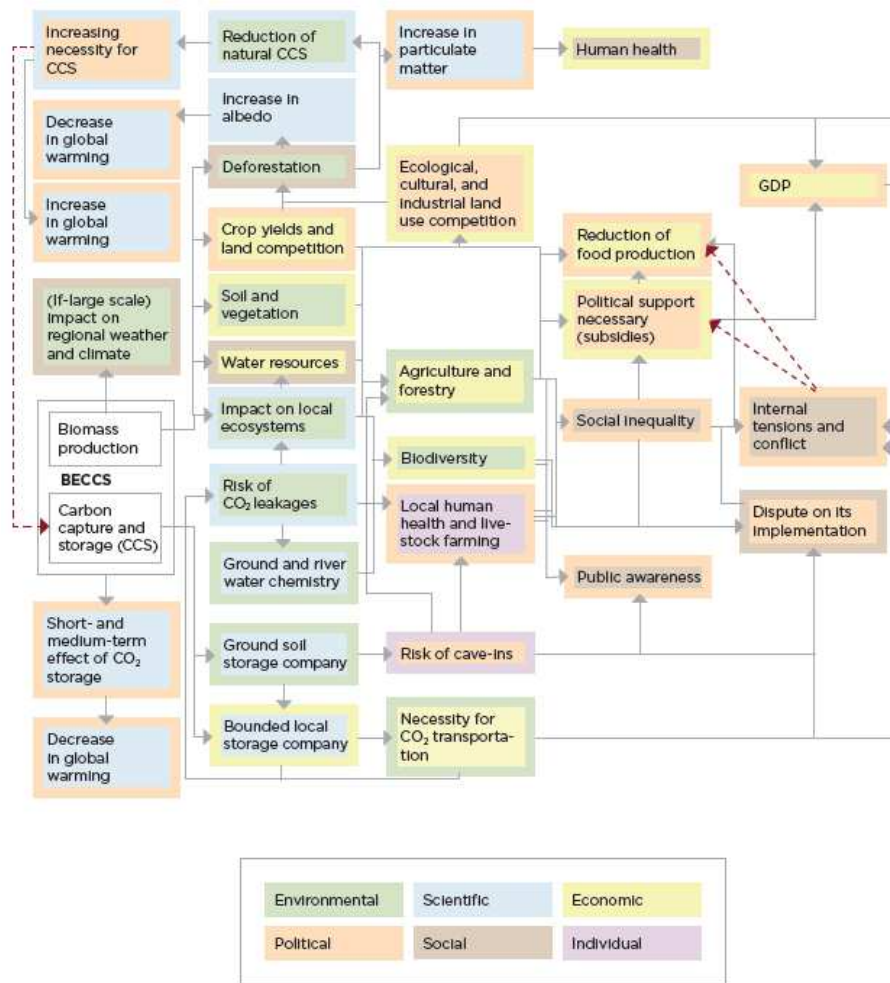 Increasing
necessity for
CCS
Reduction of
natural CCS
Increase in
particulate
matter
Human health
Decrease
in global
warming
Increase in
albedo
Deforestation
Ecological,
cultural, and
industrial land
use competition
GDP
Increase in
global warming
Crop yields and
land competition
Reduction of
food production
(If-large scale)
Impact on
regional weather
and climate
Soil and
vegetation
Political support
necessary
(subsidies)
Water resources
Agriculture and
forestry
Biomass
production
Impact on local
ecosystems
Social inequality
Internal
tensions and
conflict
BECCS
Biodiversity
Carbon
capture and
storage (CCS)
Risk of
CO₂ leakages
Local human
health and live-
stock farming
Dispute on its
implementation
Ground and river
water chemistry
Public awareness
Short- and
medium-term
effect of CO₂
storage
Ground soil
storage company
Risk of cave-ins
Decrease
in global
warming
Bounded local
storage company
Necessity for
CO₂ transporta-
tion
Environmental
Scientific
Economic
Political
Social
Individual